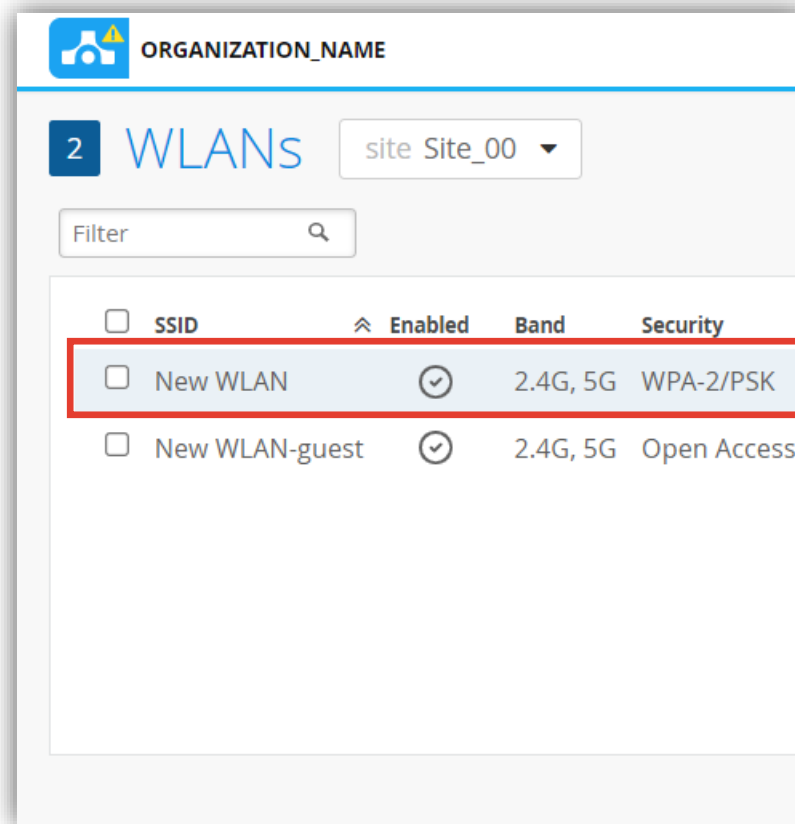 ORGANIZATION_NAME
2 WLANs site Site_00
Filter
SSID Enabled Band Security
New WLAN 2.4G, 5G WPA-2/PSK
New WLAN-guest 2.4G, 5G Open Access